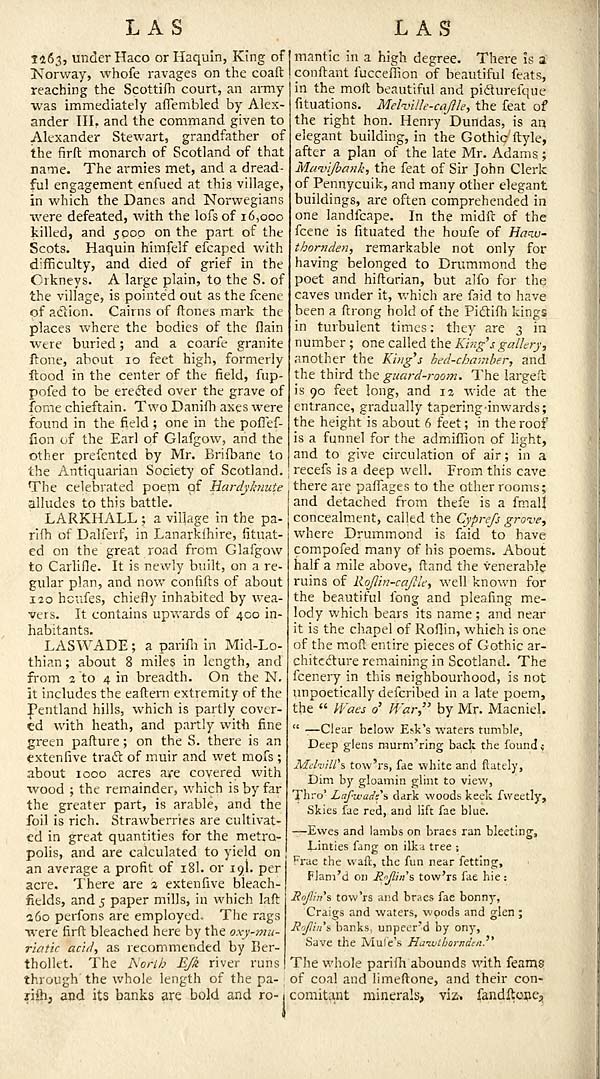 LAS
1263, under Haco or Haquin, King of
Norway, whoſe ravages on the coaſt
reaching the Scottiſh court, an army
was immediately aſſembled by Alex-
ander III, and the command given to
Alexander Stewart, grandfather of
the firſt monarch of Scotland of that
name. The armies met, and a dread-
ful engagement enſued at this village,
in which the Danes and Norwegians
were defeated, with the loſs of 16,000
killed, and 5000 on the part of the
Scots. Haquin himſelf eſcaped with
difficulty, and died of grief in the
Orkneys. A large plain, to the S. of
the village, is pointed out as the ſcene
of action. Cairns of ſtones mark the
places where the bodies of the ſlain
were buried; and a coarſe granite
ſtone, about 10 feet high, formerly
ſtood in the center of the field, ſup-
poſed to be erected over the grave of
ſome chieftain. Two Daniſh axes were
found in the field; one in the poſſeſ-
ſion of the Earl of Glaſgow, and the
other preſented by Mr. Briſbane to
the Antiquarian Society of Scotland.
The celebrated poem of Hardyknute
alludes to this battle.
LARKHALL; a village in the pa-
riſh of Dalſerf, in Lanarkſhire, ſituat-
ed on the great road from Glaſgow
to Carliſle. It is newly built, on a re-
gular plan, and now conſiſts of about
120 houſes, chiefly inhabited by wea-
vers. It contains upwards of 400 in-
habitants.
LASWADE; a pariſh in Mid-Lo-
thian; about 8 miles in length, and
from 2 to 4 in breadth. On the N.
it includes the eaſtern extremity of the
Pentland hills, which is partly cover-
ed with heath, and partly with fine
green paſture; on the S. there is an
extenſive tract of muir and wet moſs;
about 1000 acres are covered with
wood; the remainder, which is by far
the greater part, is arable, and the
ſoil is rich. Strawberries are cultivat-
ed in great quantities for the metro-
polis, and are calculated to yield on
an average a profit of 18l. or 19l. per
acre. There are 2 extenſive bleach-
fields, and 5 paper mills, in which laſt
260 perſons are employed. The rags
were firſt bleached here by the oxy-mu-
riatic acid, as recommended by Ber-
thollet. The North Eſk river runs
through the whole length of the pa-
riſh, and its banks are bold and ro-
LAS
mantic in a high degree. There is a
conſtant ſucceſſion of beautiful ſeats,
in the moſt beautiful and pictureſque
ſituations. Melville-caſtle, the ſeat of
the right hon. Henry Dundas, is an
elegant building, in the Gothic ſtyle,
after a plan of the late Mr. Adams;
Maviſbank, the ſeat of Sir John Clerk
of Pennycuik, and many other elegant
buildings, are often comprehended in
one landſcape. In the midſt of the
ſcene is ſituated the houſe of Haw-
thornden, remarkable not only for
having belonged to Drummond the
poet and hiſtorian, but alſo for the
caves under it, which are ſaid to have
been a ſtrong hold of the Pictiſh kings
in turbulent times: they are 3 in
number; one called the King's gallery,
another the King's bed-chamber, and
the third the guard-room. The largeſt
is 90 feet long, and 12 wide at the
entrance, gradually tapering inwards;
the height is about 6 feet; in the roof
is a funnel for the admiſſion of light,
and to give circulation of air; in a
receſs is a deep well. From this cave
there are paſſages to the other rooms;
and detached from theſe is a ſmall
concealment, called the Cypreſs grove,
where Drummond is ſaid to have
compoſed many of his poems. About
half a mile above, ſtand the venerable
ruins of Roſlin-caſtle, well known for
the beautiful ſong and pleaſing me-
lody which bears its name; and near
it is the chapel of Roſlin, which is one
of the moſt entire pieces of Gothic ar-
chitecture remaining in Scotland. The
ſcenery in this neighbourhood, is not
unpoetically deſcribed in a late poem,
the " Waes o' War," by Mr. Macniel.
" —Clear below Esk's waters tumble,
Deep glens murm'ring back the ſound;
Melvill's tow'rs, ſae white and ſtately,
Dim by gloamin glint to view,
Thro' Laſwade's dark woods keek ſweetly,
Skies ſae red, and lift ſae blue.
—Ewes and lambs on braes ran bleeting,
Linties ſang on ilka tree;
Frae the waſt, the ſun near ſetting,
Flam'd on Roſlin's tow'rs ſae hie:
Roſlin's tow'rs and braes ſae bonny,
Craigs and waters, woods and glen;
Roſlin's banks, unpeer'd by ony,
Save the Muſe's Hawthornden."
The whole pariſh abounds with ſeams
of coal and limeſtone, and their con-
comitant minerals, viz. ſandſtone,